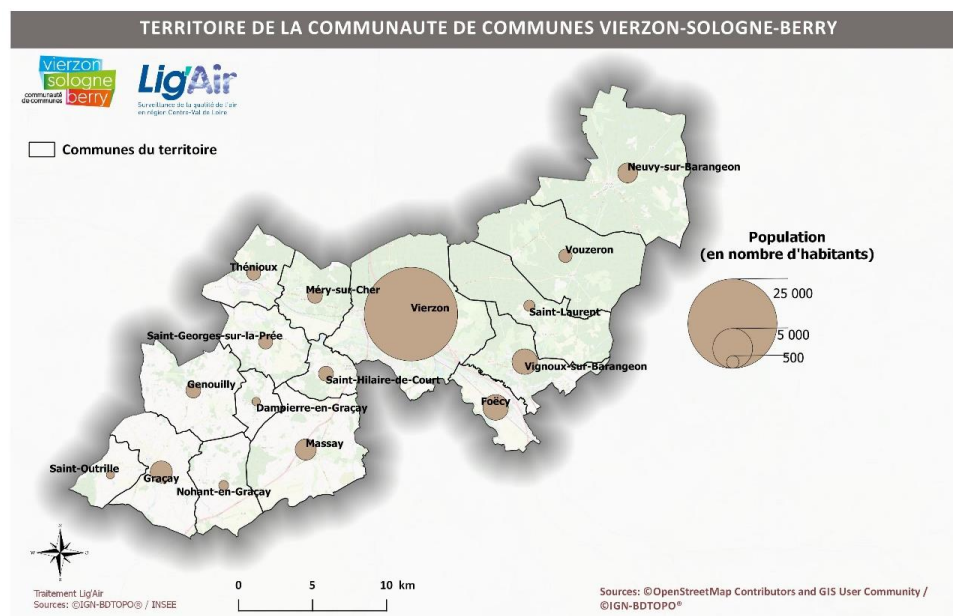 TERRITOIRE DE LA COMMUNAUTE DE COMMUNES VIERZON-SOLOGNE-BERRY
vierzon
sologne
communauté
de communes
berry
Lig'Air
Surveillance de la qualité de l'air
en région Centre-Val de Loire
Communes du territoire
Neuvy-sur-Barangeon
Vouzeron
Population
(en nombre d'habitants)
25 000
5 000
500
Thénioux
Méry-sur-Cher
Vierzon
Saint-Laurent
Saint-Georges-sur-la-Prée
Vignoux-sur-Barangeon
Saint-Hilaire-de-Court
Genouilly
Foëcy
Dampierre-en-Graçay
Massay
Saint-Outrille
Graçay
Nohant-en-Graçay
0 5 10 km
Traitement Lig'Air
Sources: ©IGN-BDTOPO® / INSEE
Sources: ©OpenStreetMap Contributors and GIS User Community /
©IGN-BDTOPO®